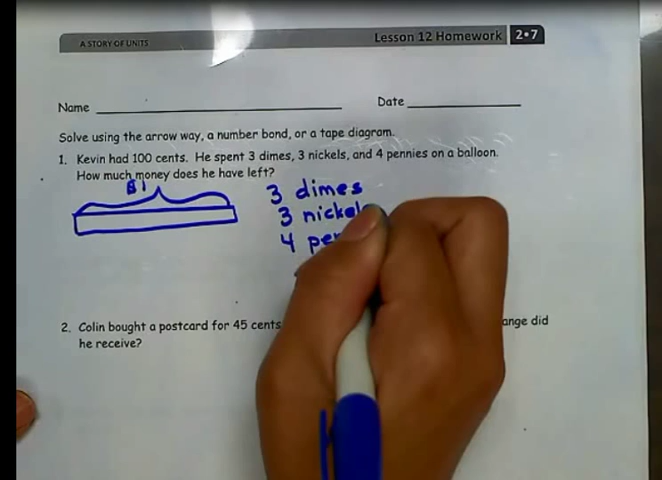 A STORY OF UNITS
Lesson 12 Homework 2•7
Name
Date
Solve using the arrow way, a number bond, or a tape diagram.
1. Kevin had 100 cents. He spent 3 dimes, 3 nickels, and 4 pennies on a balloon.
How much money does he have left?
$1
3 dimes
3 nickel
4 pe
2. Colin bought a postcard for 45 cents ange did
he receive?